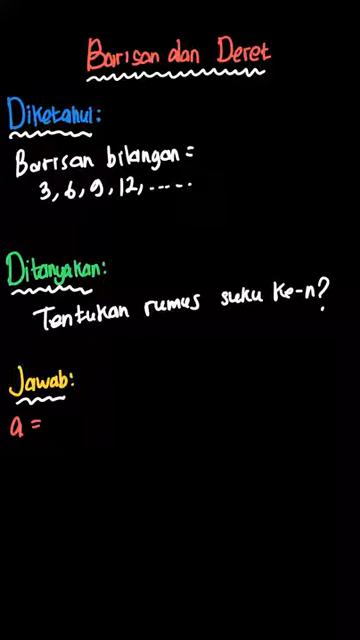 Barisan dan Deret
Diketahui:
Barisan bilangan =
3, 6, 9, 12, .....
Ditanyakan:
Tentukan rumus suku ke-n?
Jawab:
a =